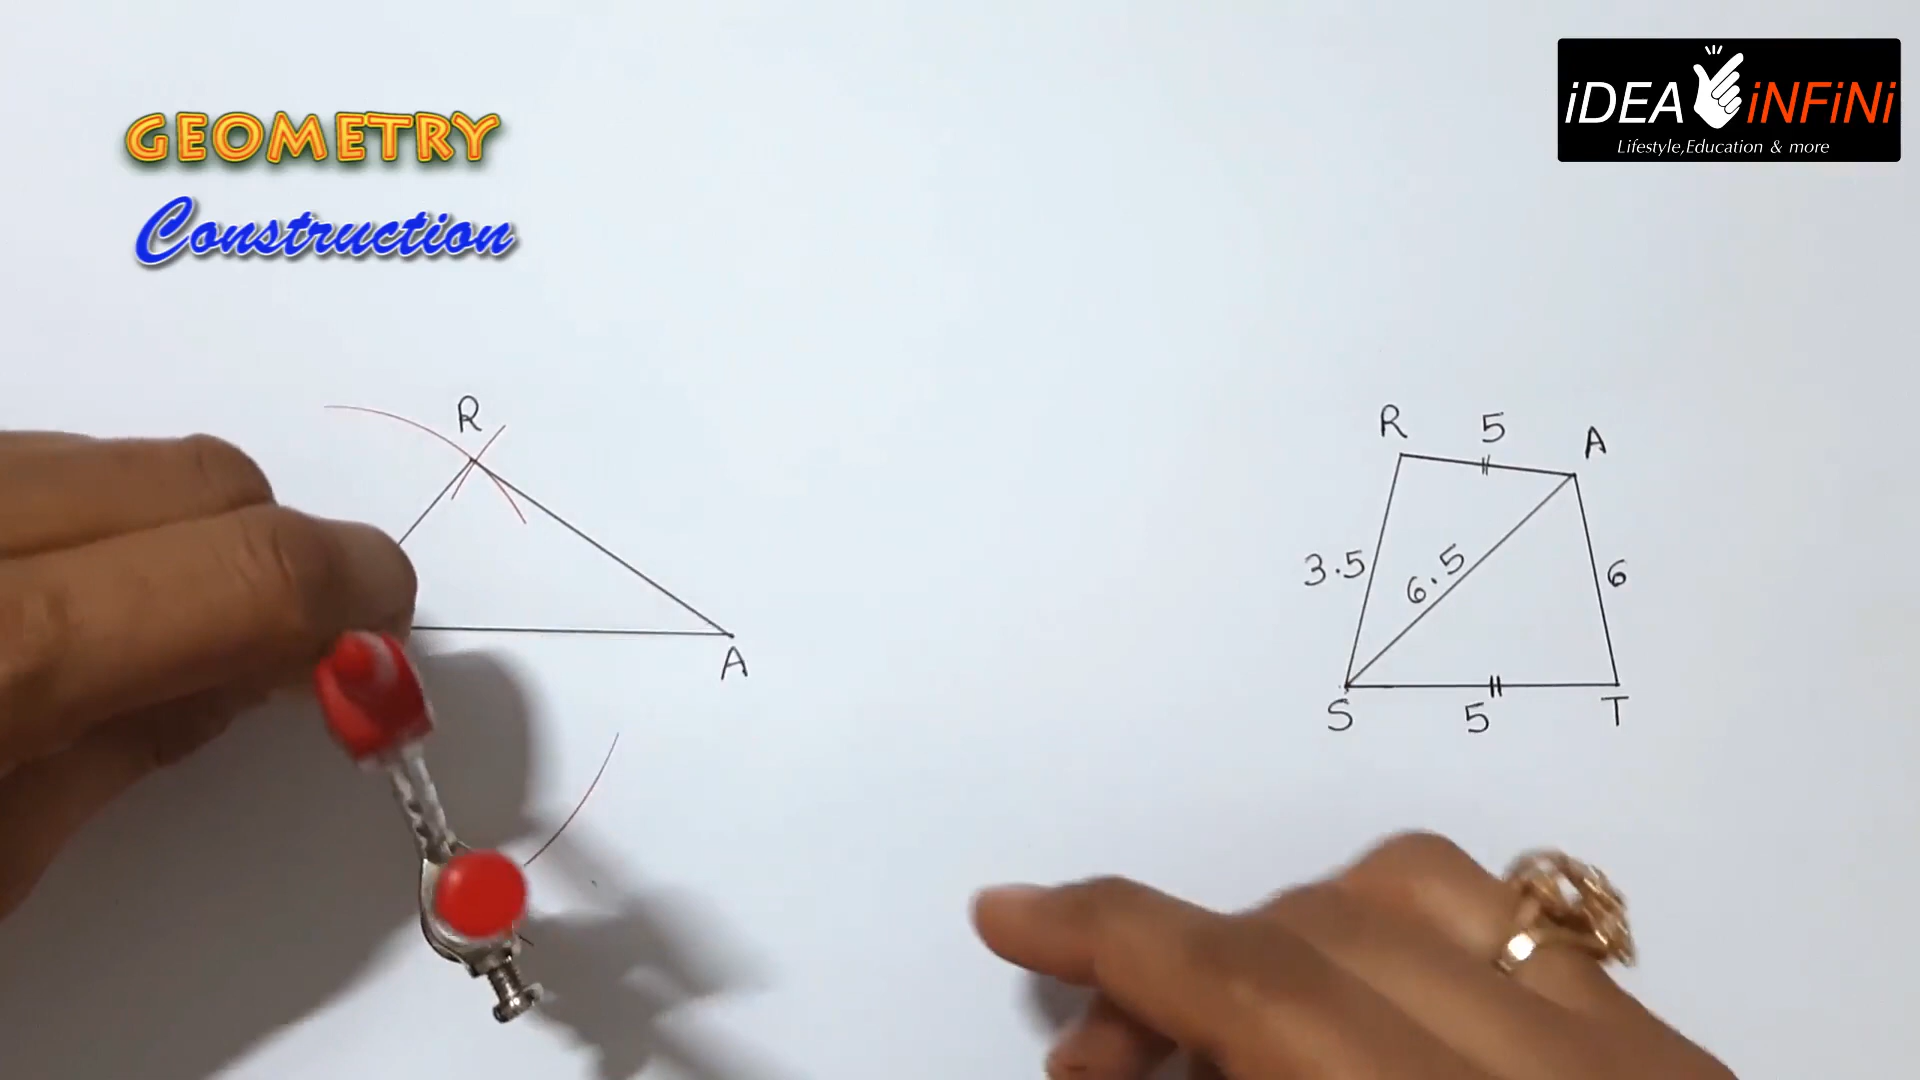 iDEA iNFiNi
Lifestyle,Education & more
GEOMETRY
Construction
R
A
R
5
A
3.5
6.5
6
S
5
T